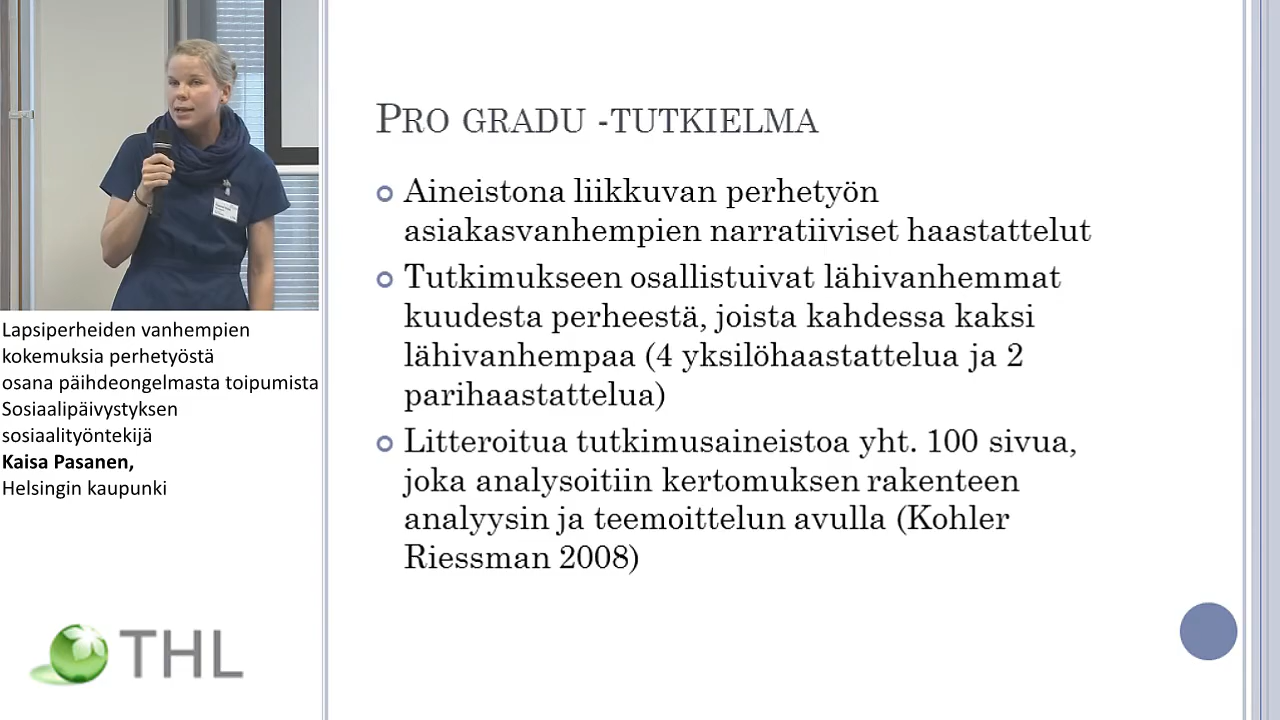 Lapsiperheiden vanhempien
kokemuksia perhetyöstä
osana päihdeongelmasta toipumista
Sosiaalipäivystyksen
sosiaalityöntekijä
Kaisa Pasanen,
Helsingin kaupunki
THL
PRO GRADU -TUTKIELMA
Aineistona liikkuvan perhetyön
asiakasvanhempien narratiiviset haastattelut
Tutkimukseen osallistuivat lähivanhemmat
kuudesta perheestä, joista kahdessa kaksi
lähivanhempaa (4 yksilöhaastattelua ja 2
parihaastattelua)
Litteroitua tutkimusaineistoa yht. 100 sivua,
joka analysoitiin kertomuksen rakenteen
analyysin ja teemoittelun avulla (Kohler
Riessman 2008)